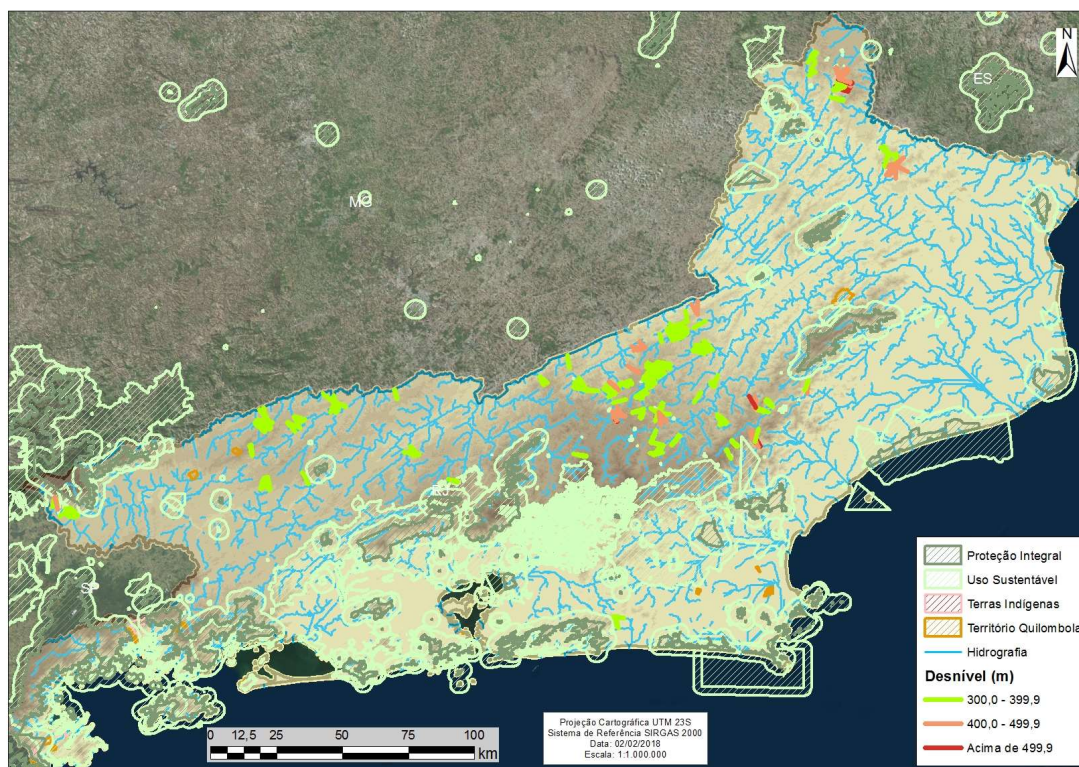 N
ES
MG
RJ
SP
Proteção Integral
Uso Sustentável
Terras Indígenas
Território Quilombola
Hidrografia
Desnível (m)
300,0 - 399,9
400,0 - 499,9
Acima de 499,9
0 12,5 25 50 75 100
km
Projeção Cartográfica UTM 23S
Sistema de Referência SIRGAS 2000
Data: 02/02/2018
Escala: 1:1.000.000